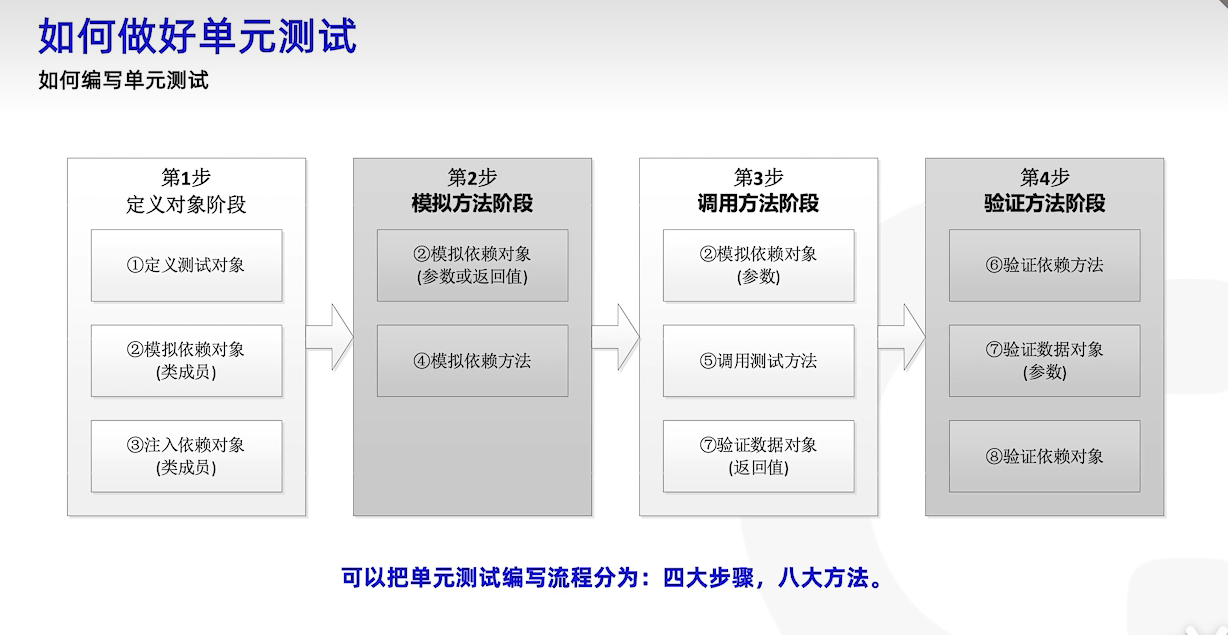 如何做好单元测试
如何编写单元测试
第1步
定义对象阶段
①定义测试对象
②模拟依赖对象
(类成员)
③注入依赖对象
(类成员)
第2步
模拟方法阶段
②模拟依赖对象
(参数或返回值)
④模拟依赖方法
第3步
调用方法阶段
②模拟依赖对象
(参数)
⑤调用测试方法
⑦验证数据对象
(返回值)
第4步
验证方法阶段
⑥验证依赖方法
⑦验证数据对象
(参数)
⑧验证依赖对象
可以把单元测试编写流程分为：四大步骤，八大方法。